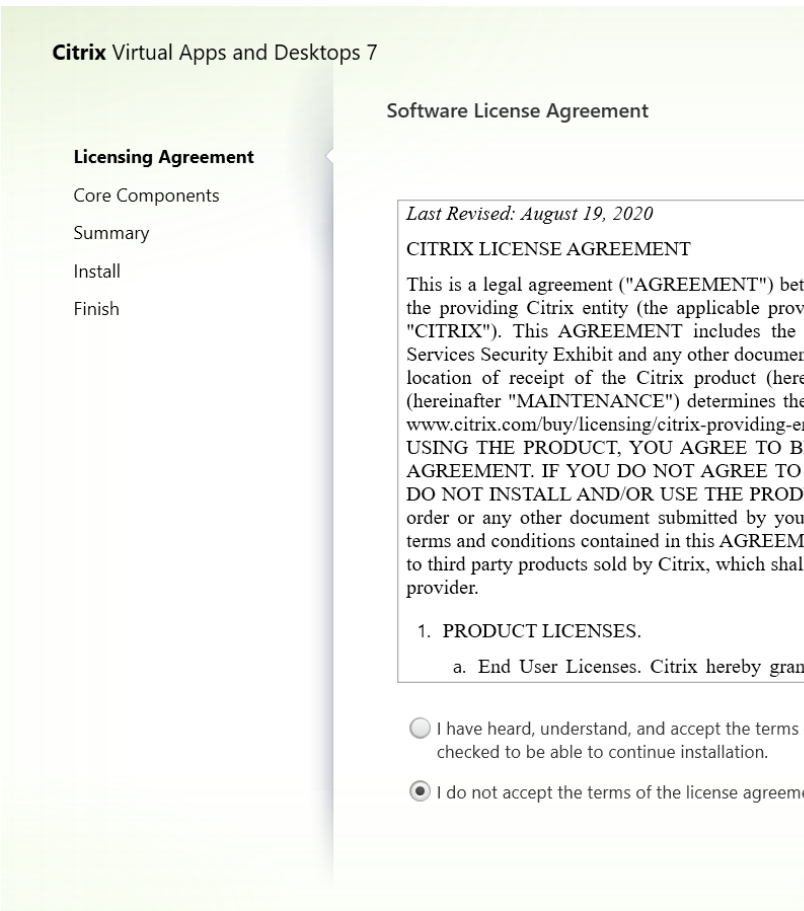 Citrix Virtual Apps and Desktops 7
Licensing Agreement
Core Components
Summary
Install
Finish
Software License Agreement
Last Revised: August 19, 2020
CITRIX LICENSE AGREEMENT
This is a legal agreement ("AGREEMENT") bet
the providing Citrix entity (the applicable prov
"CITRIX"). This AGREEMENT includes the
Services Security Exhibit and any other documen
location of receipt of the Citrix product (here
(hereinafter "MAINTENANCE") determines the
www.citrix.com/buy/licensing/citrix-providing-en
USING THE PRODUCT, YOU AGREE TO B
AGREEMENT. IF YOU DO NOT AGREE TO
DO NOT INSTALL AND/OR USE THE PROD
order or any other document submitted by you
terms and conditions contained in this AGREEM
to third party products sold by Citrix, which shal
provider.
1. PRODUCT LICENSES.
a. End User Licenses. Citrix hereby gran
I have heard, understand, and accept the terms
checked to be able to continue installation.
I do not accept the terms of the license agreeme